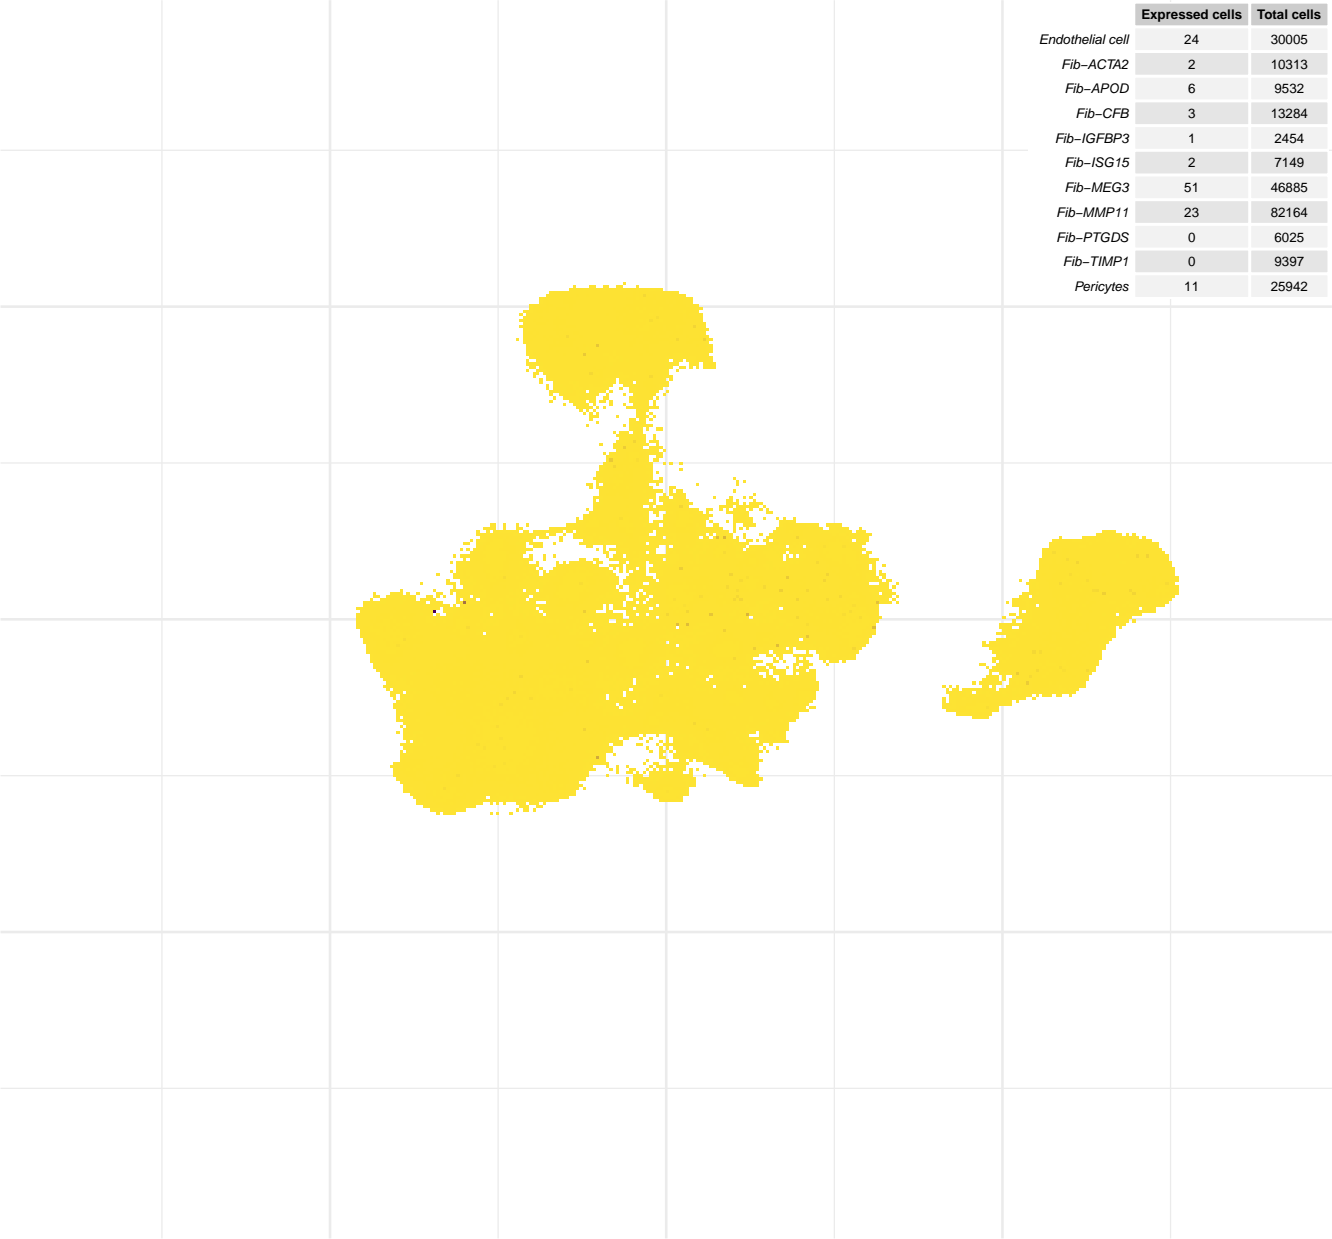 Expressed cells Total cells
Endothelial cell 24 30005
Fib−ACTA2 2 10313
Fib−APOD 6 9532
Fib−CFB 3 13284
Fib−IGFBP3 1 2454
Fib−ISG15 2 7149
Fib−MEG3 51 46885
Fib−MMP11 23 82164
Fib−PTGDS 0 6025
Fib−TIMP1 0 9397
Pericytes 11 25942